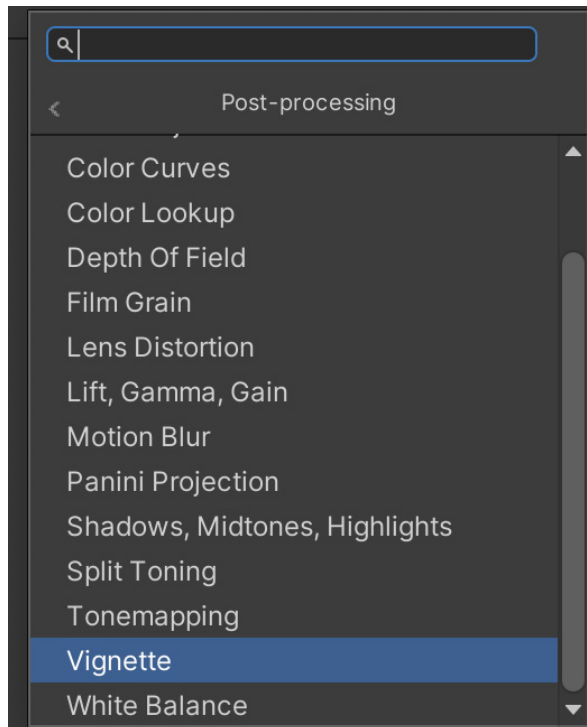 Post-processing
Color Curves
Color Lookup
Depth Of Field
Film Grain
Lens Distortion
Lift, Gamma, Gain
Motion Blur
Panini Projection
Shadows, Midtones, Highlights
Split Toning
Tonemapping
Vignette
White Balance